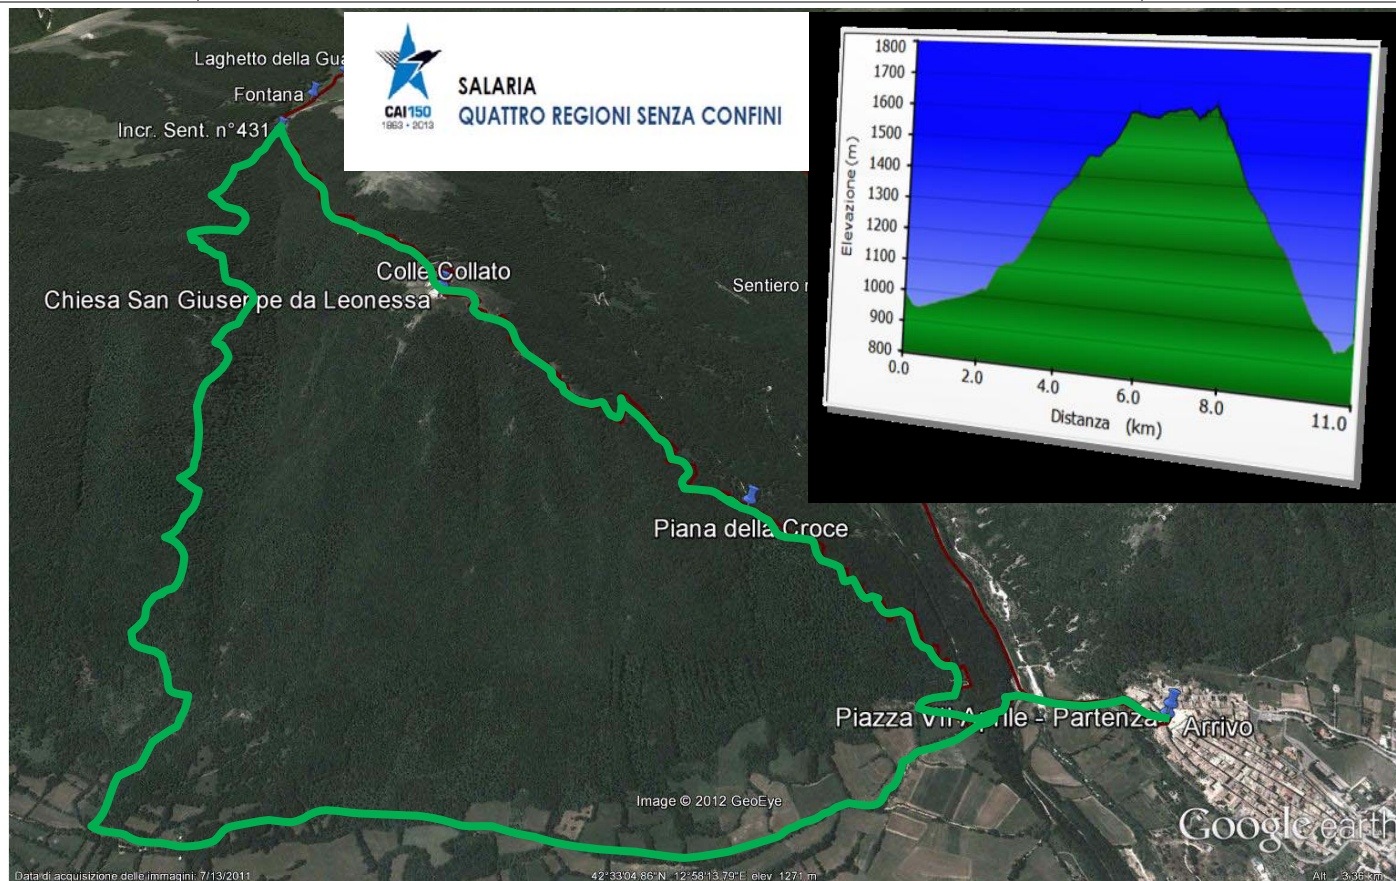 Laghetto della Gua
Fontana
Incr. Sent. n°431
CAI150
1863 • 2013
SALARIA
QUATTRO REGIONI SENZA CONFINI
Colle Collato
Chiesa San Giuseppe da Leonessa
Sentiero
Piana della Croce
Piazza VII Aprile - Partenza
Arrivo
Image © 2012 GeoEye
Google earth
Data di acquisizione delle immagini: 7/13/2011
42°33'04.86"N 12°58'13.79"E elev 1271 m
Alt 3.36 km
1800
1700
1600
1500
1400
1300
1200
1100
1000
900
800
Elevazione (m)
0.0 2.0 4.0 6.0 8.0 11.0
Distanza (km)